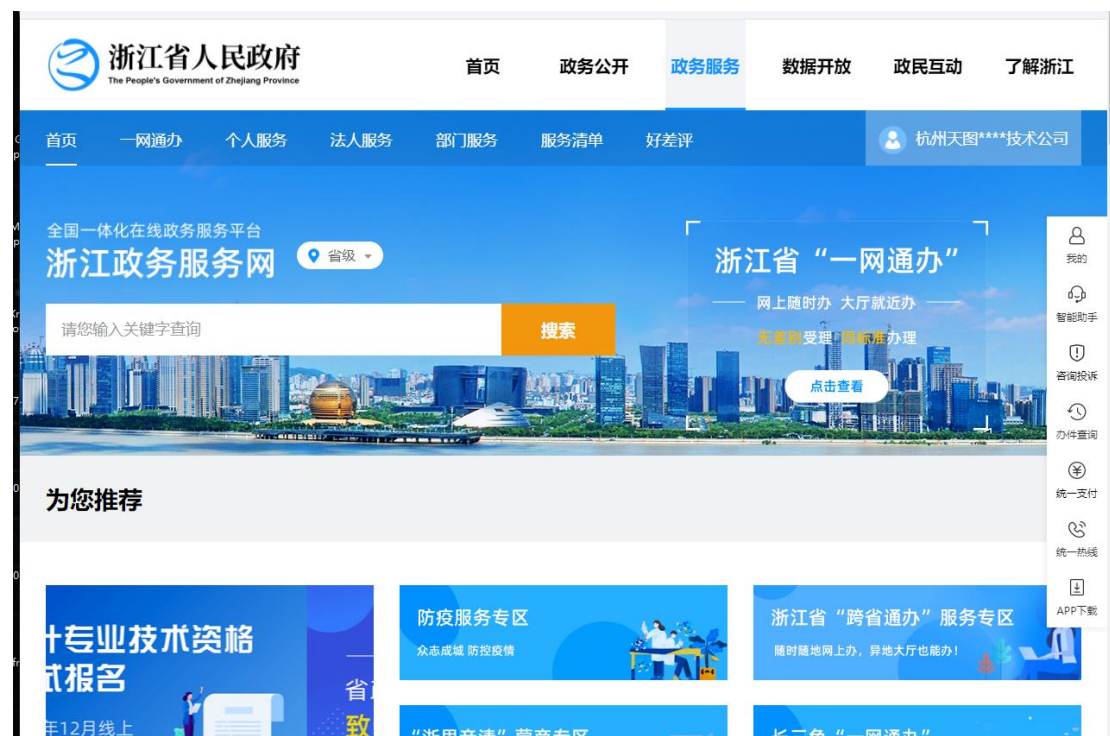 浙江省人民政府
The People's Government of Zhejiang Province
首页 政务公开 政务服务 数据开放 政民互动 了解浙江
首页 一网通办 个人服务 法人服务 部门服务 服务清单 好差评 杭州天图****技术公司
全国一体化在线政务服务平台
浙江政务服务网 省级
请您输入关键字查询 搜索
浙江省“一网通办”
网上随时办 大厅就近办
无差别受理 同标准办理
点击查看
我的
智能助手
咨询投诉
办件查询
统一支付
统一热线
APP下载
为您推荐
专业技术资格
试报名
年12月线上
省
致
防疫服务专区
众志成城 防控疫情
浙江省“跨省通办”服务专区
随时随地网上办，异地大厅也能办！
长三角“一网通办”